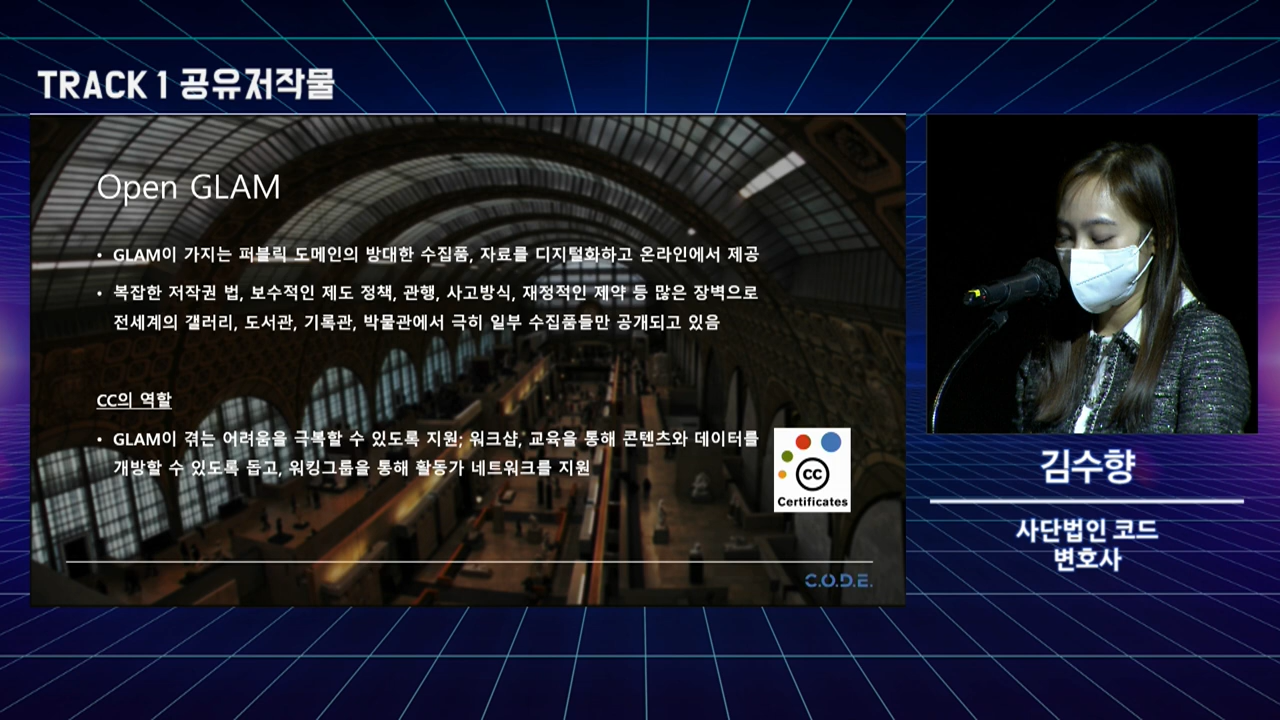 TRACK 1 공유저작물
Open GLAM
• GLAM이 가지는 퍼블릭 도메인의 방대한 수집품, 자료를 디지털화하고 온라인에서 제공
• 복잡한 저작권 법, 보수적인 제도 정책, 관행, 사고방식, 재정적인 제약 등 많은 장벽으로
전세계의 갤러리, 도서관, 기록관, 박물관에서 극히 일부 수집품들만 공개되고 있음
CC의 역할
• GLAM이 겪는 어려움을 극복할 수 있도록 지원; 워크샵, 교육을 통해 콘텐츠와 데이터를
개방할 수 있도록 돕고, 워킹그룹을 통해 활동가 네트워크를 지원
CC
Certificates
C.O.D.E.
김수향
사단법인 코드
변호사